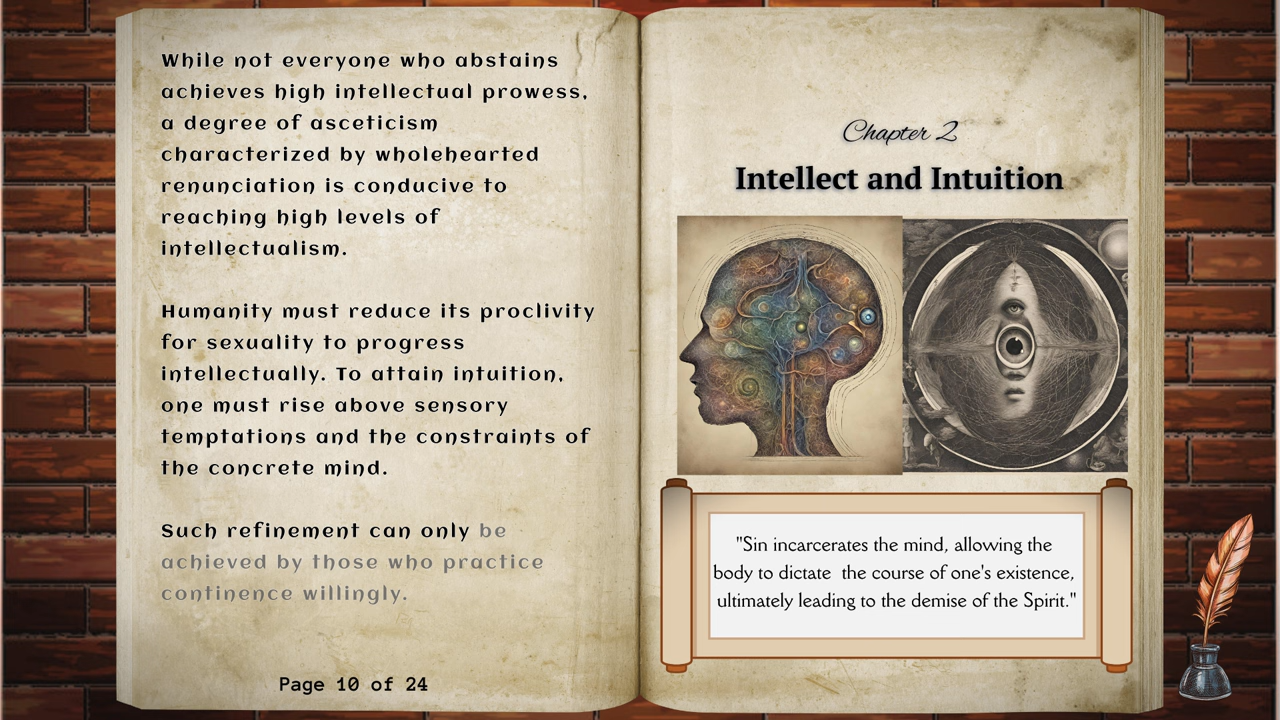 While not everyone who abstains
achieves high intellectual prowess,
a degree of asceticism
characterized by wholehearted
renunciation is conducive to
reaching high levels of
intellectualism.
Humanity must reduce its proclivity
for sexuality to progress
intellectually. To attain intuition,
one must rise above sensory
temptations and the constraints of
the concrete mind.
Such refinement can only be
achieved by those who practice
continence willingly.
Page 10 of 24
Chapter 2
Intellect and Intuition
"Sin incarcerates the mind, allowing the
body to dictate the course of one's existence,
ultimately leading to the demise of the Spirit."